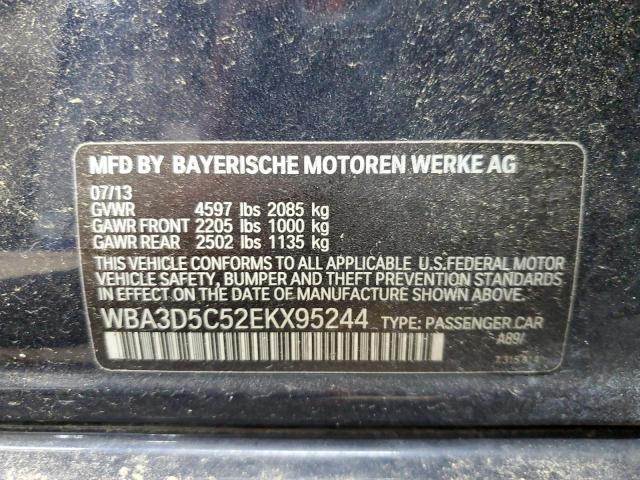 MFD BY BAYERISCHE MOTOREN WERKE AG
07/13
GVWR 4597 lbs 2085 kg
GAWR FRONT 2205 lbs 1000 kg
GAWR REAR 2502 lbs 1135 kg
THIS VEHICLE CONFORMS TO ALL APPLICABLE U.S.FEDERAL MOTOR
VEHICLE SAFETY, BUMPER AND THEFT PREVENTION STANDARDS
IN EFFECT ON THE DATE OF MANUFACTURE SHOWN ABOVE.
WBA3D5C52EKX95244 TYPE: PASSENGER CAR
A89/